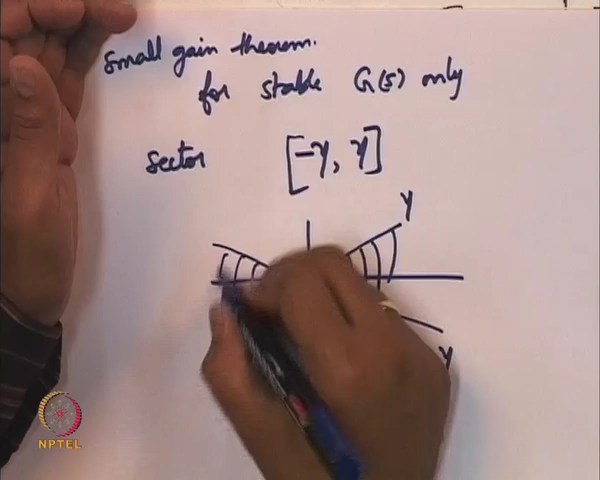 small gain theorem.
for stable G(s) only
sector [-γ, γ]
γ
γ
NPTEL